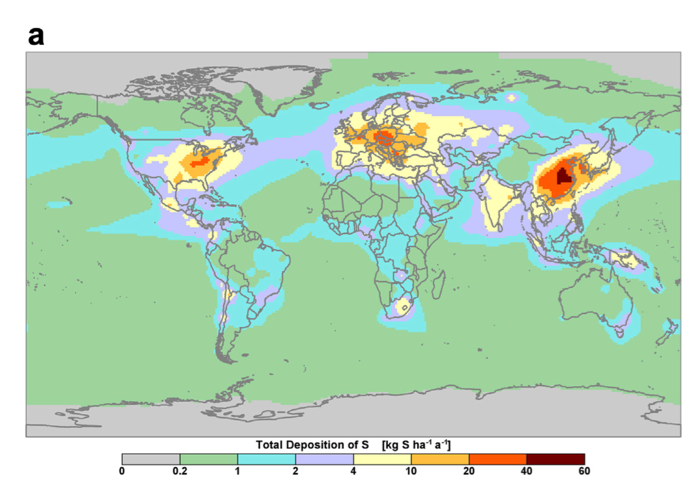 a
Total Deposition of S [kg S ha⁻¹ a⁻¹]
0 0.2 1 2 4 10 20 40 60